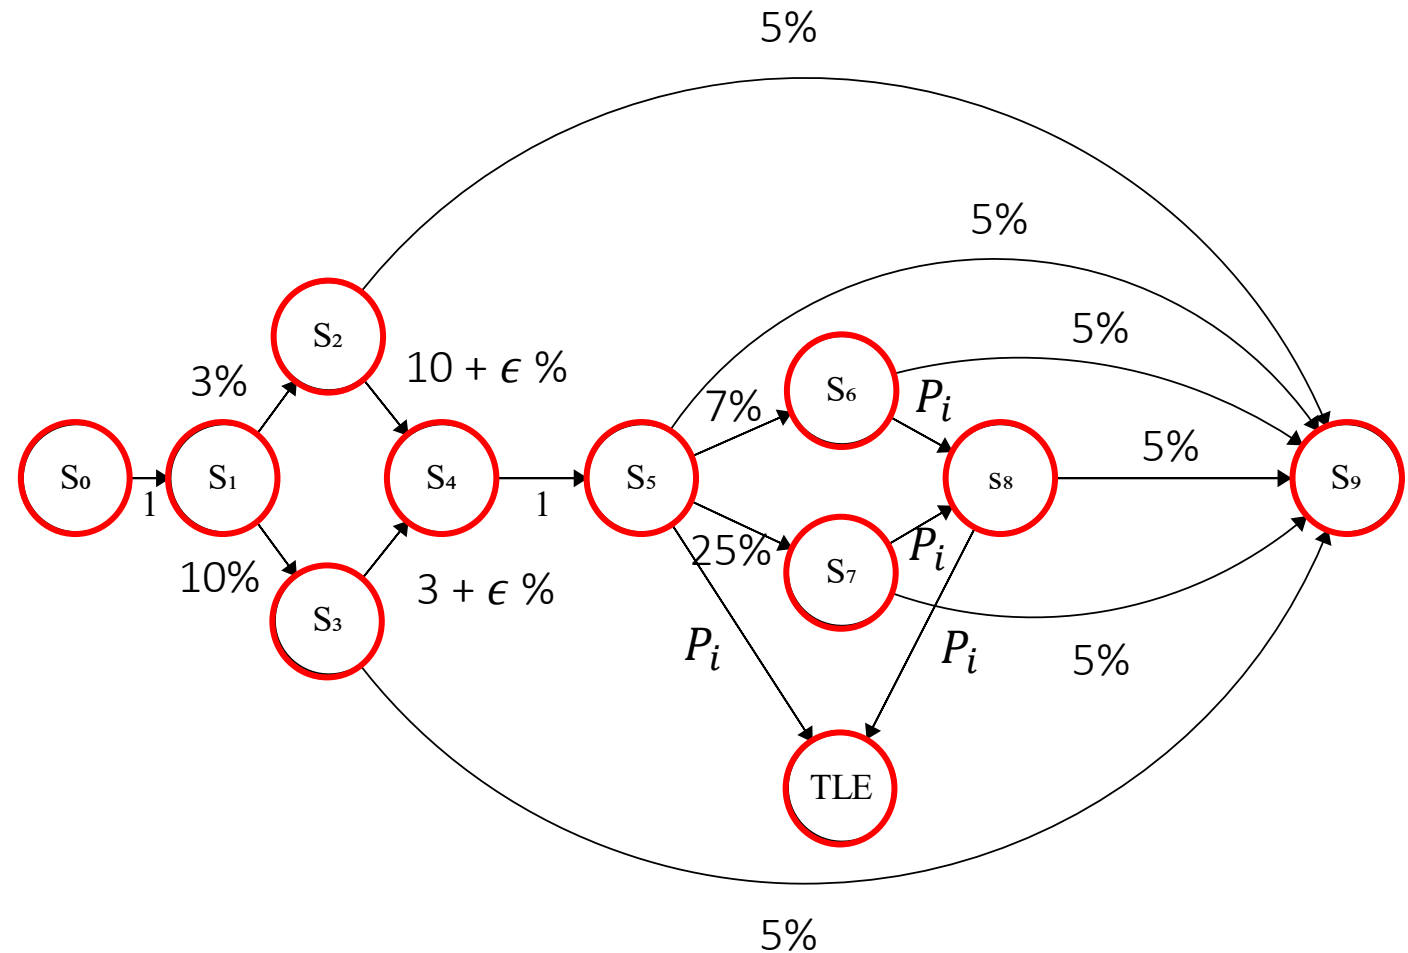 5%
5%
5%
S₂
3%
10 + ϵ %
7%
S₆
P_i
5%
S₀
1
S₁
S₄
1
S₅
s₈
S₉
10%
3 + ϵ %
25%
S₇
P_i
S₃
P_i
P_i
5%
TLE
5%